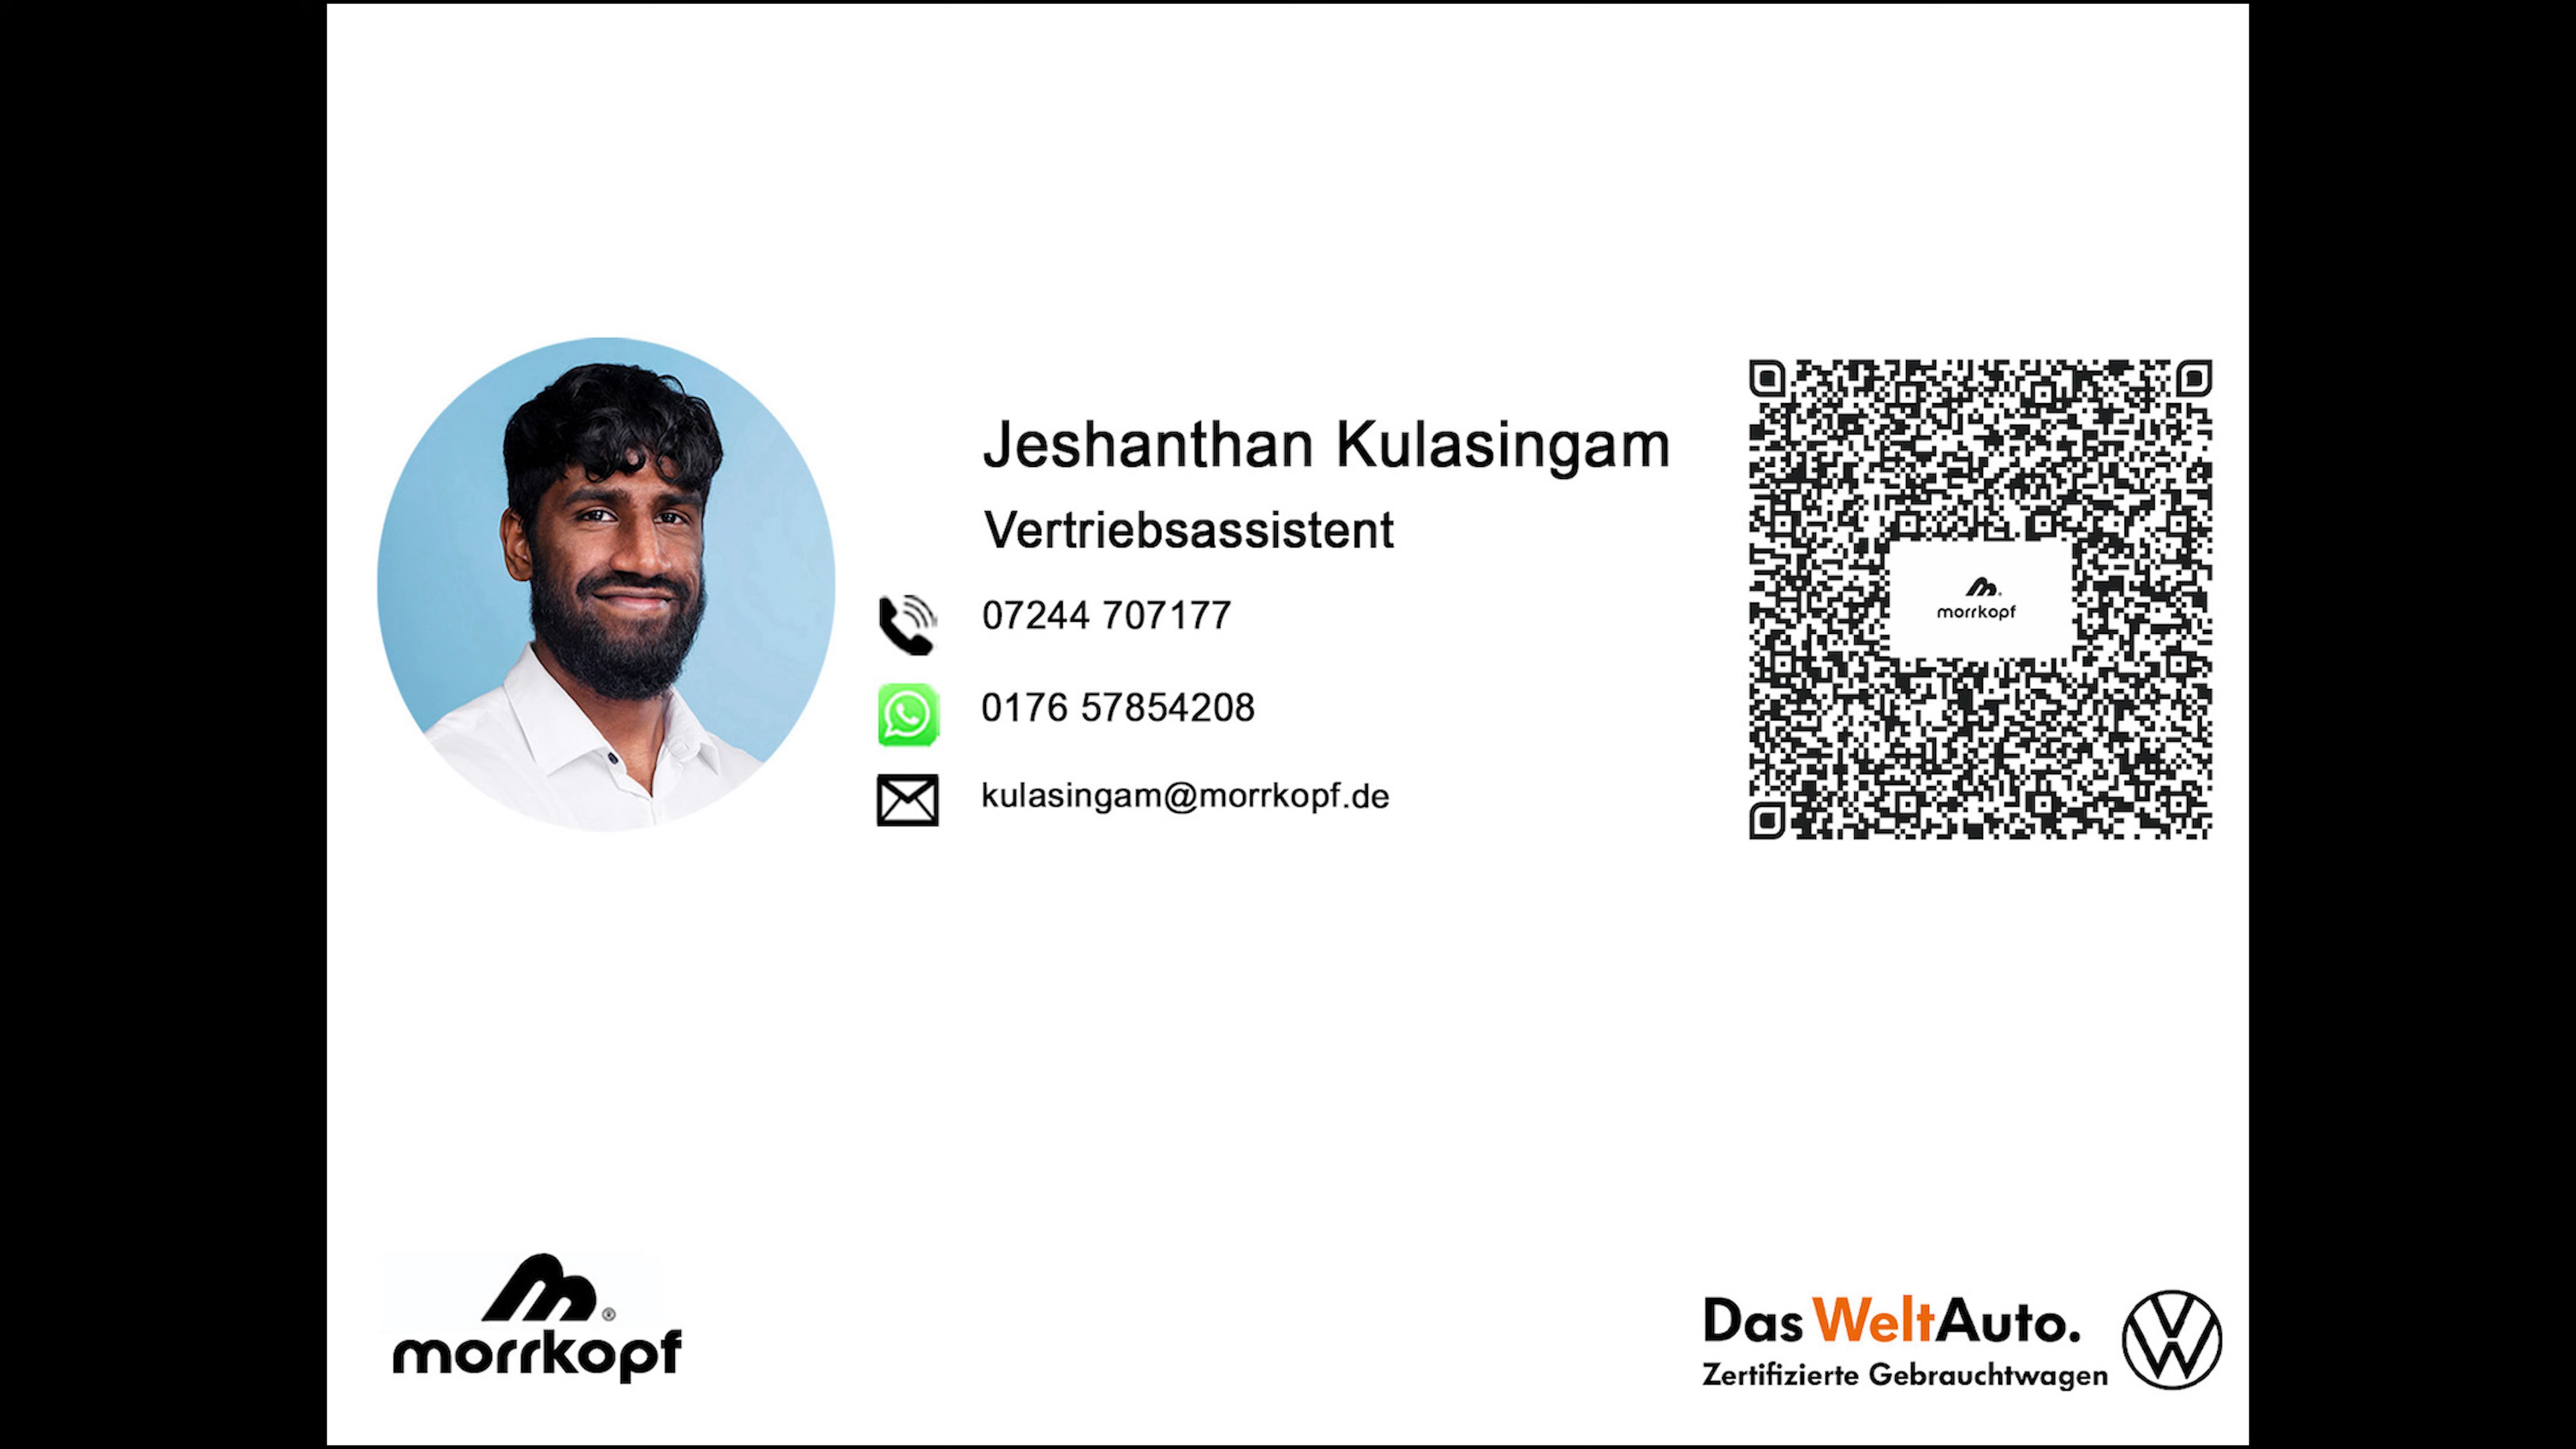 Jeshanthan Kulasingam
Vertriebsassistent
07244 707177
0176 57854208
kulasingam@morrkopf.de
morrkopf
morrkopf®
Das WeltAuto.
Zertifizierte Gebrauchtwagen